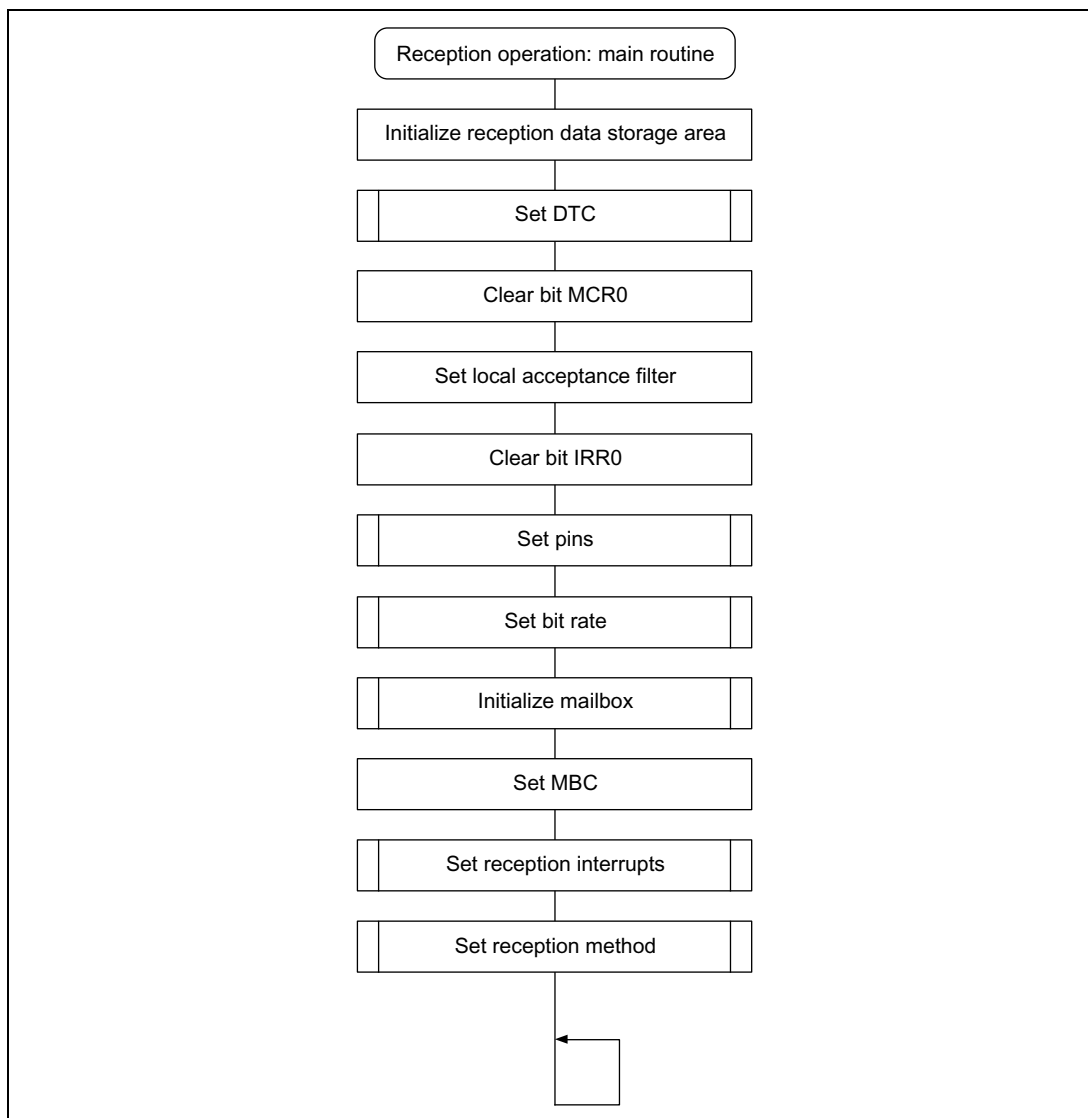 Reception operation: main routine
Initialize reception data storage area
Set DTC
Clear bit MCR0
Set local acceptance filter
Clear bit IRR0
Set pins
Set bit rate
Initialize mailbox
Set MBC
Set reception interrupts
Set reception method